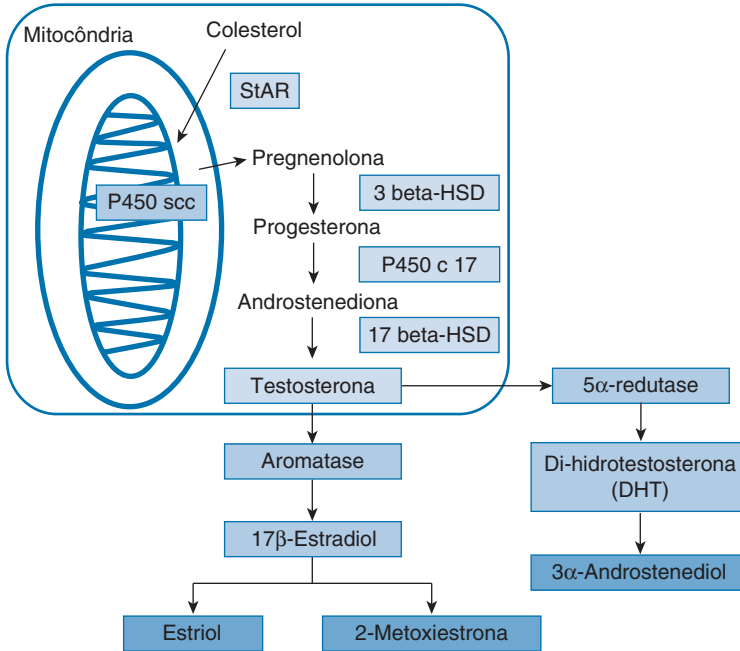 Mitocôndria
Colesterol
StAR
Pregnenolona
P450 scc
3 beta-HSD
Progesterona
P450 c 17
Androstenediona
17 beta-HSD
Testosterona
5α-redutase
Aromatase
Di-hidrotestosterona
(DHT)
17β-Estradiol
3α-Androstenediol
Estriol
2-Metoxiestrona